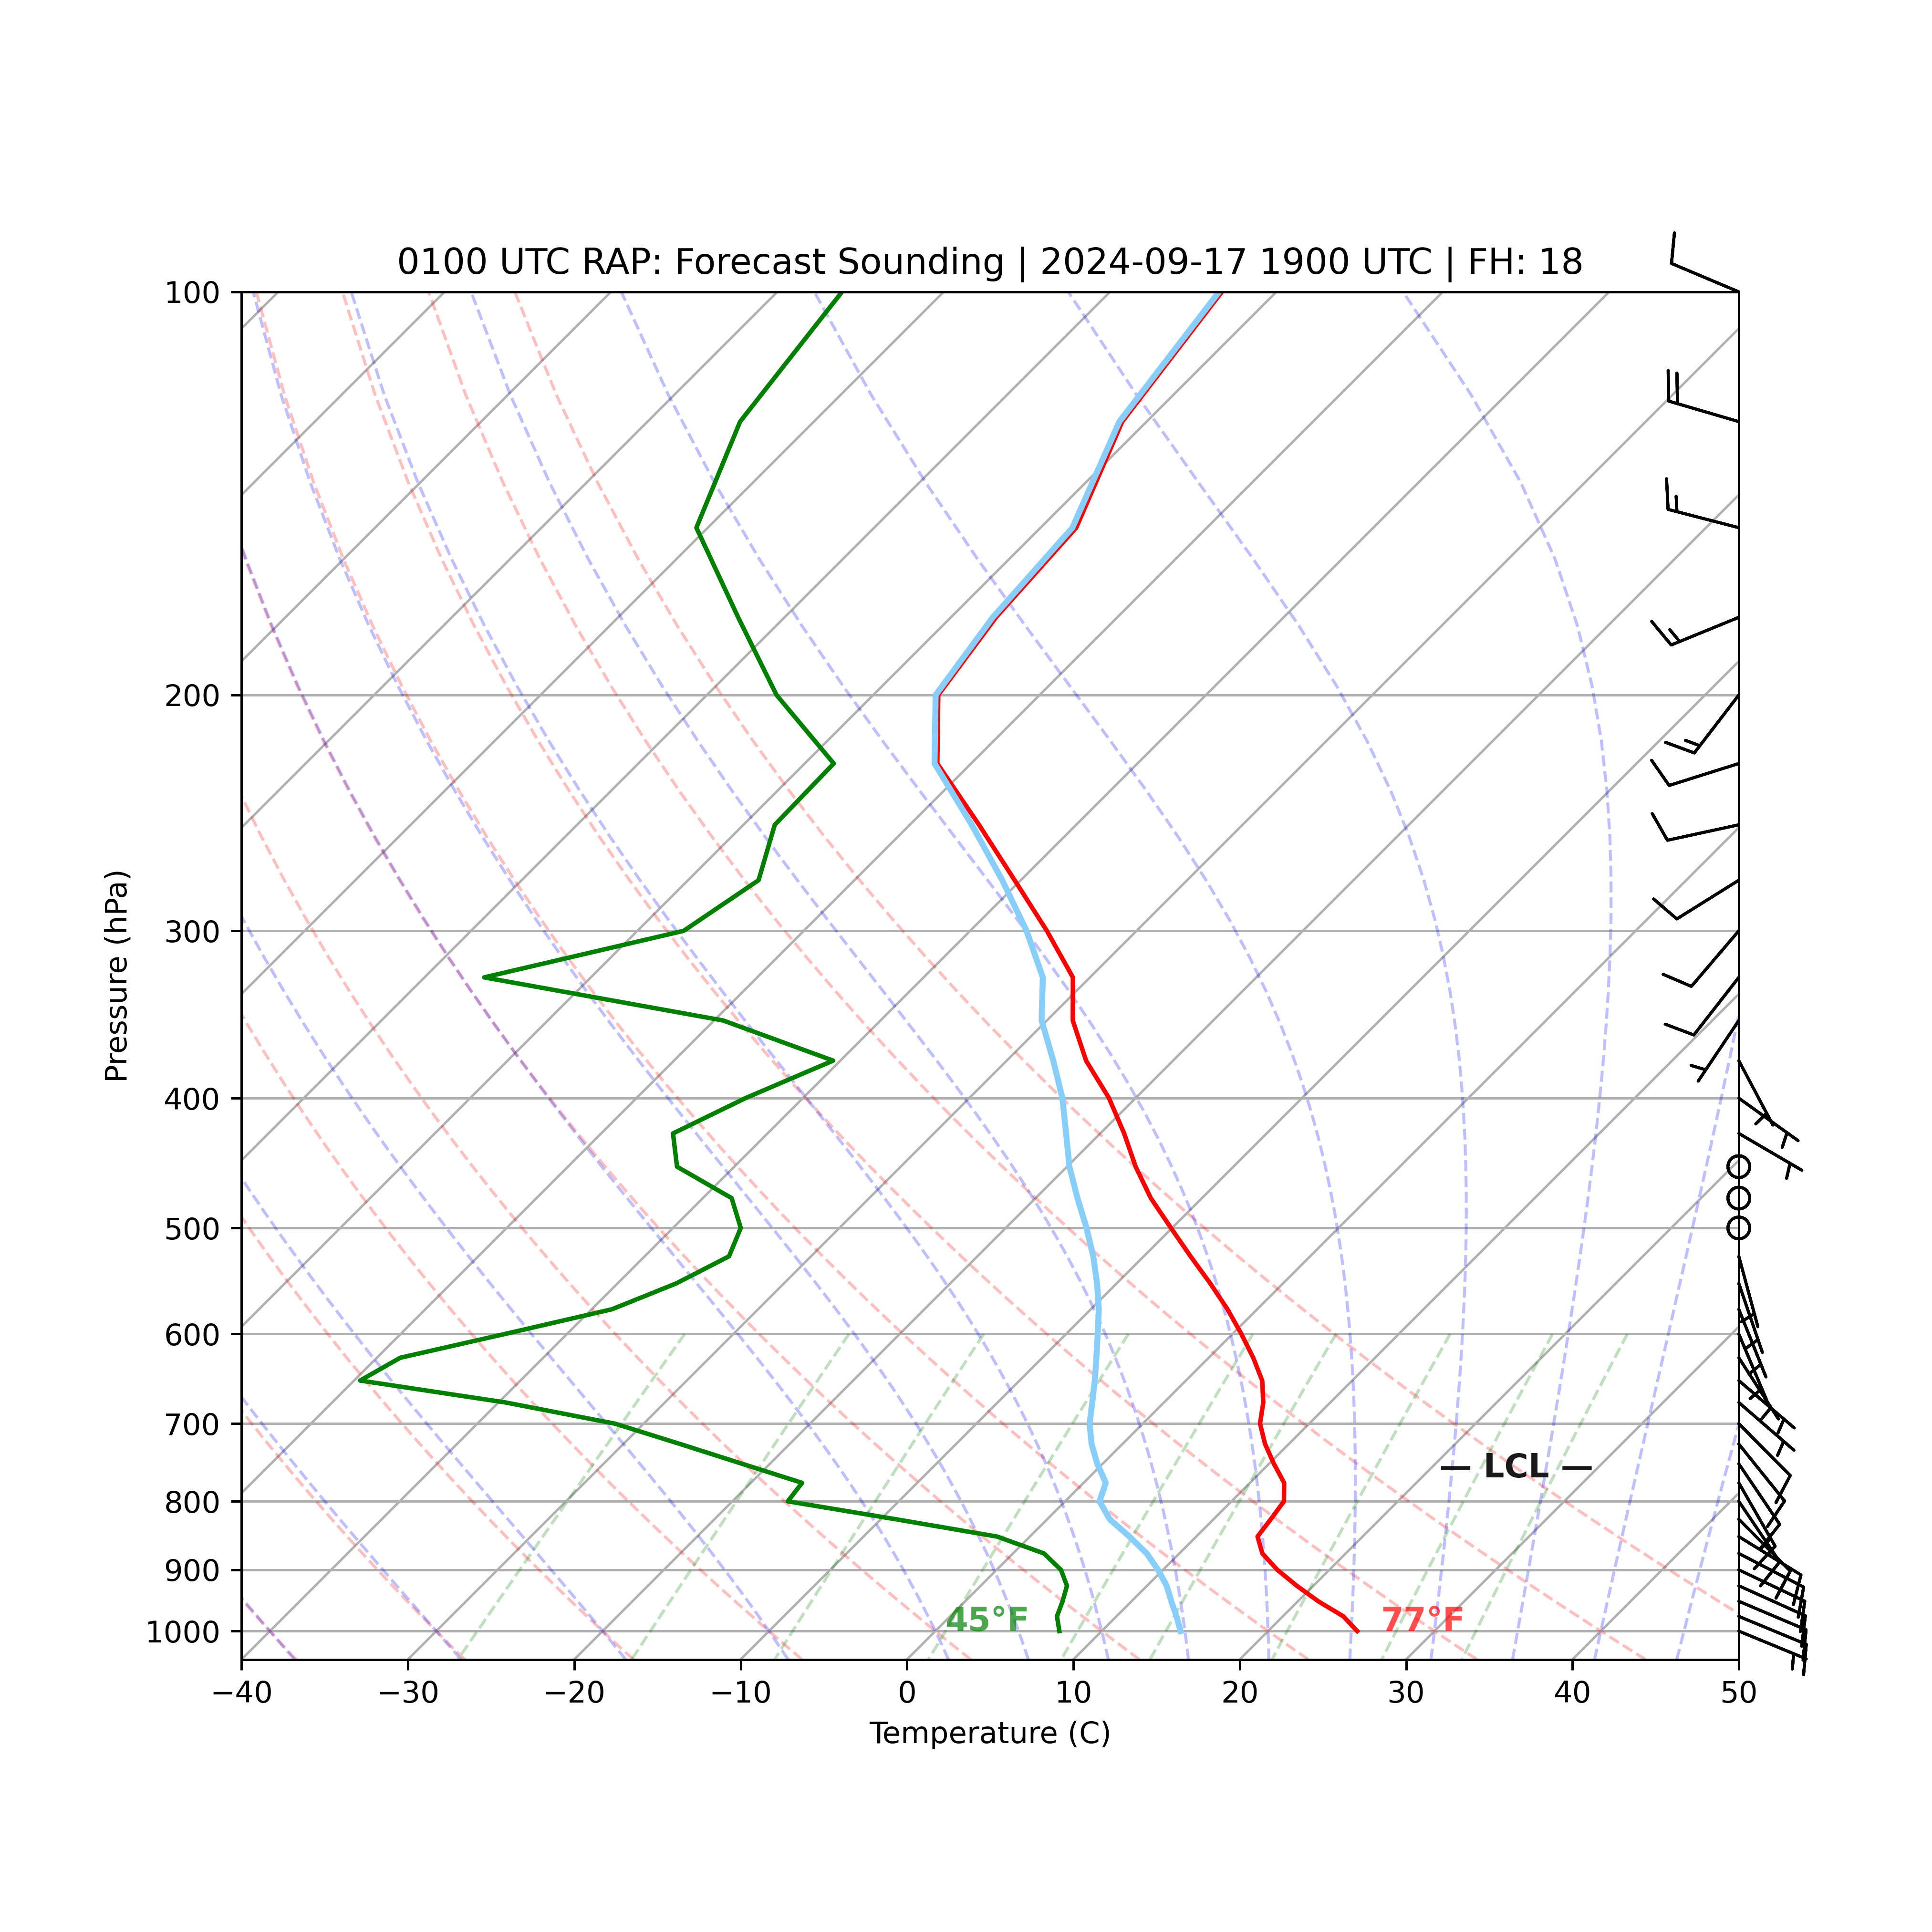 0100 UTC RAP: Forecast Sounding | 2024-09-17 1900 UTC | FH: 18
100
200
300
400
500
600
700
800
900
1000
Pressure (hPa)
— LCL —
45°F
77°F
−40 −30 −20 −10 0 10 20 30 40 50
Temperature (C)